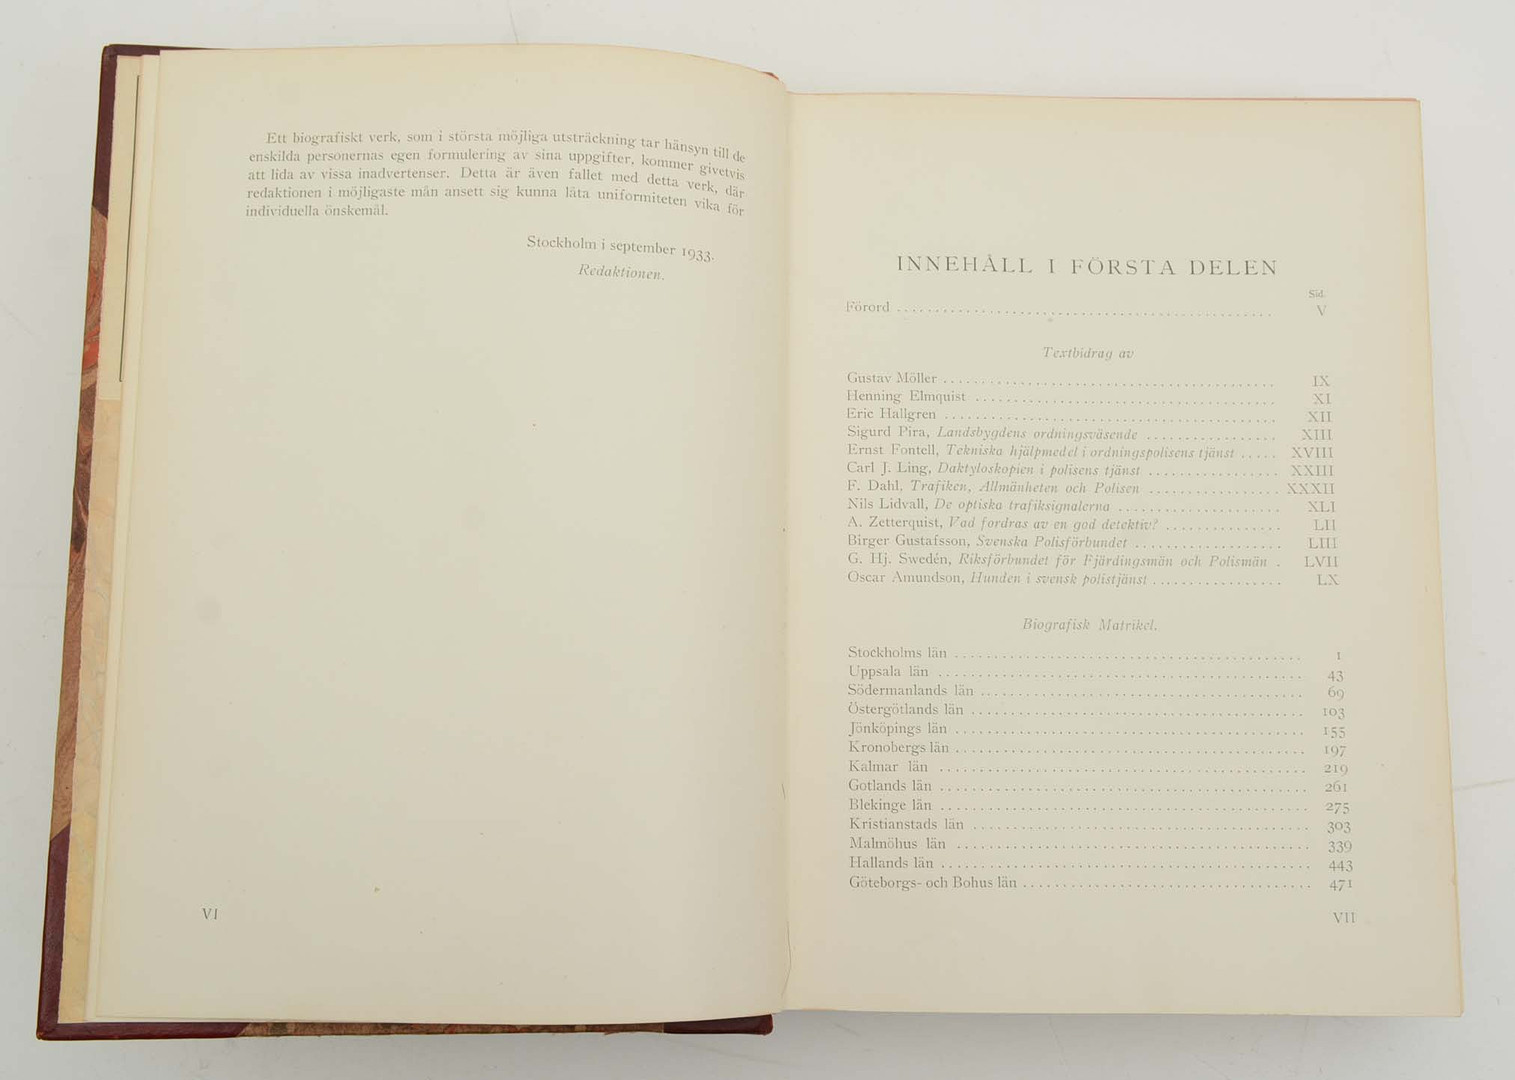 Ett biografiskt verk, som i största möjliga utsträckning tar hänsyn till de
enskilda personernas egen formulering av sina uppgifter, kommer givetvis
att lida av vissa inadvertenser. Detta är även fallet med detta verk, där
redaktionen i möjligaste mån ansett sig kunna låta uniformiteten vika för
individuella önskemål.
Stockholm i september 1933.
Redaktionen.
VI
INNEHÅLL I FÖRSTA DELEN
Sid.
Förord ........ V
Textbidrag av
Gustav Möller ........ IX
Henning Elmquist ........ XI
Eric Hallgren ........ XII
Sigurd Pira, Landsbygdens ordningsväsende ........ XIII
Ernst Fontell, Tekniska hjälpmedel i ordningspolisens tjänst ..... XVIII
Carl J. Ling, Daktyloskopien i polisens tjänst ........ XXIII
F. Dahl, Trafiken, Allmänheten och Polisen ........ XXXII
Nils Lidvall, De optiska trafiksignalerna ........ XLI
A. Zetterquist, Vad fordras av en god detektiv? ........ LII
Birger Gustafsson, Svenska Polisförbundet ........ LIII
G. Hj. Swedén, Riksförbundet för Fjärdingsmän och Polismän . LVII
Oscar Amundson, Hunden i svensk polistjänst ........ LX
Biografisk Matrikel.
Stockholms län ........ 1
Uppsala län ........ 43
Södermanlands län ........ 69
Östergötlands län ........ 103
Jönköpings län ........ 155
Kronobergs län ........ 197
Kalmar län ........ 219
Gotlands län ........ 261
Blekinge län ........ 275
Kristianstads län ........ 303
Malmöhus län ........ 339
Hallands län ........ 443
Göteborgs- och Bohus län ........ 471
VII